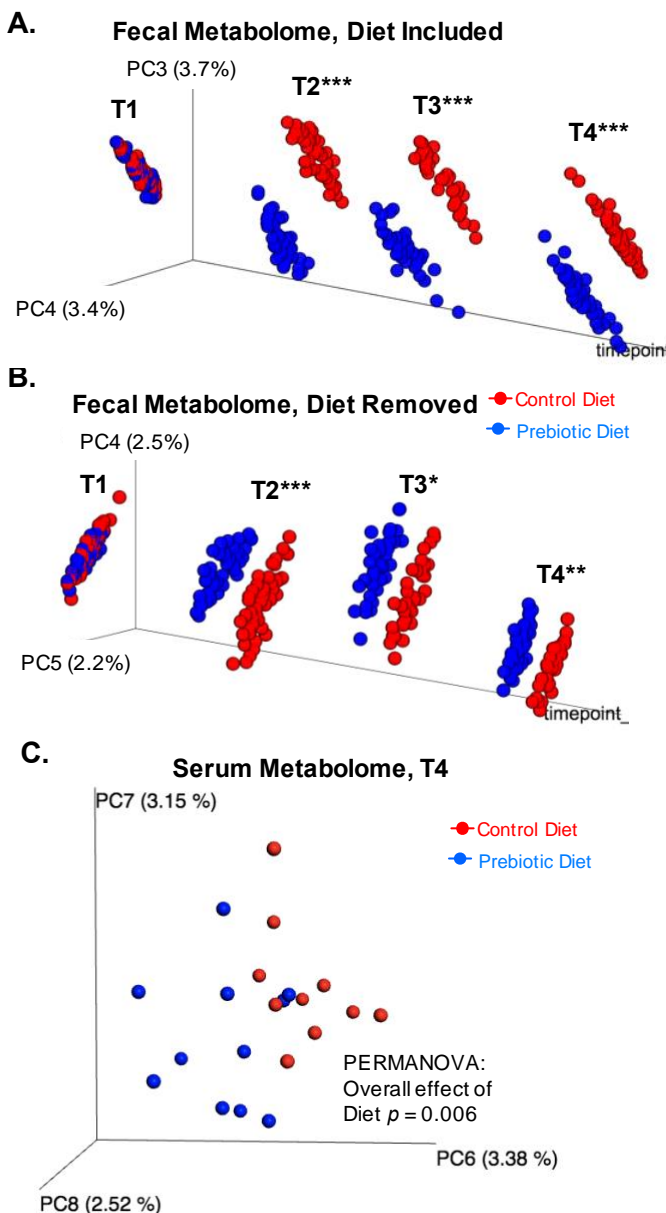 A.
Fecal Metabolome, Diet Included
PC3 (3.7%)
T1
T2***
T3***
T4***
PC4 (3.4%)
timepoint
B.
Fecal Metabolome, Diet Removed
Control Diet
Prebiotic Diet
PC4 (2.5%)
T1
T2***
T3*
T4**
PC5 (2.2%)
timepoint_
C.
Serum Metabolome, T4
PC7 (3.15 %)
Control Diet
Prebiotic Diet
PERMANOVA:
Overall effect of
Diet p = 0.006
PC6 (3.38 %)
PC8 (2.52 %)